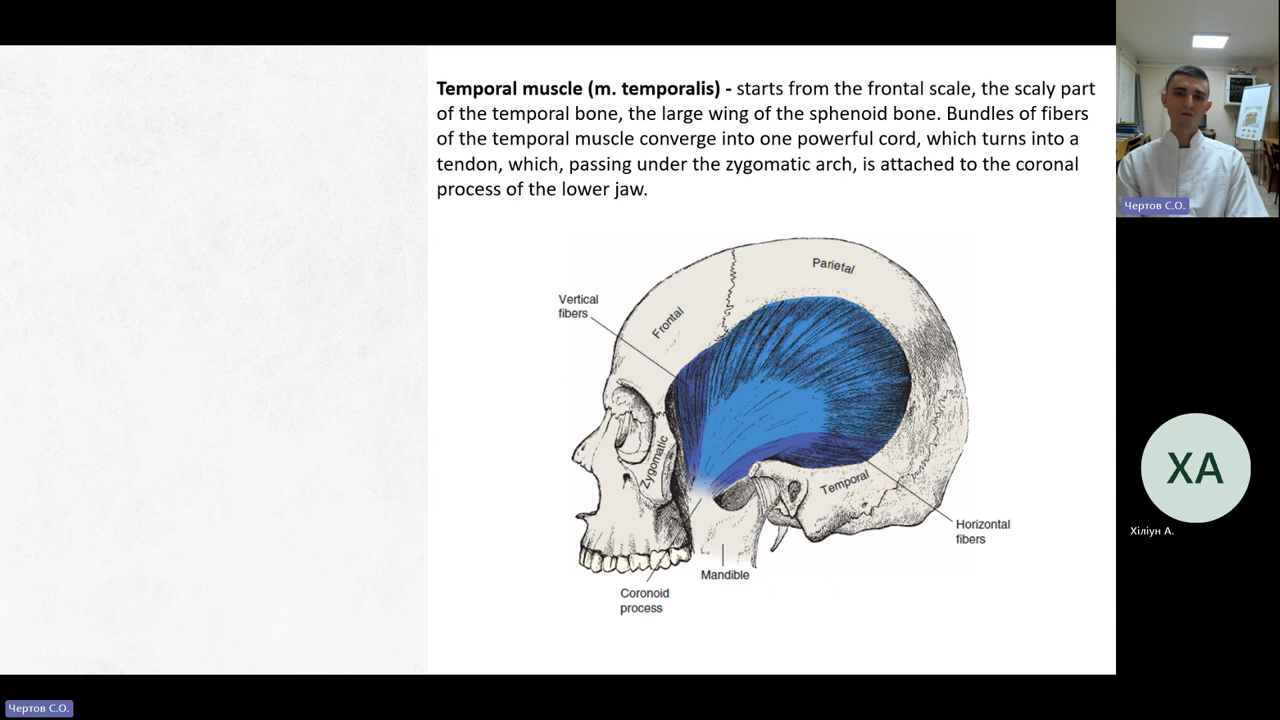 Temporal muscle (m. temporalis) - starts from the frontal scale, the scaly part
of the temporal bone, the large wing of the sphenoid bone. Bundles of fibers
of the temporal muscle converge into one powerful cord, which turns into a
tendon, which, passing under the zygomatic arch, is attached to the coronal
process of the lower jaw.
Parietal
Vertical
fibers
Frontal
Zygomatic
Temporal
Horizontal
fibers
Mandible
Coronoid
process
Чертов С.О.
ХА
Хіліун А.
Чертов С.О.